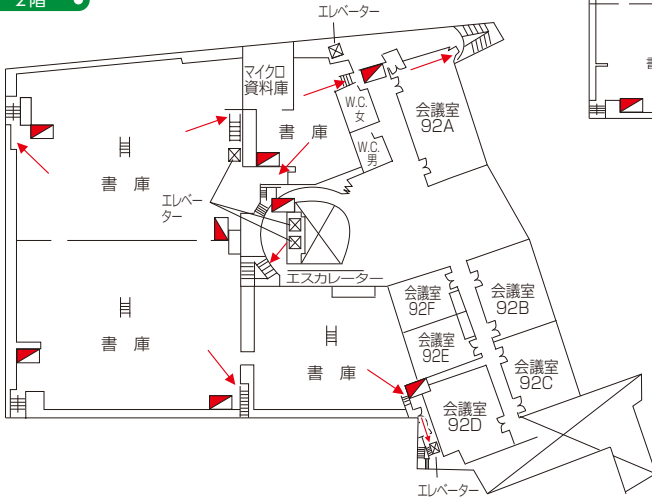 2階
エレベーター
マイクロ
資料庫
W.C.
女
会議室
92A
書 庫
W.C.
男
書 庫
エレベー
ター
エスカレーター
会議室
92F
会議室
92B
会議室
92E
会議室
92C
書 庫
書 庫
会議室
92D
エレベーター
書